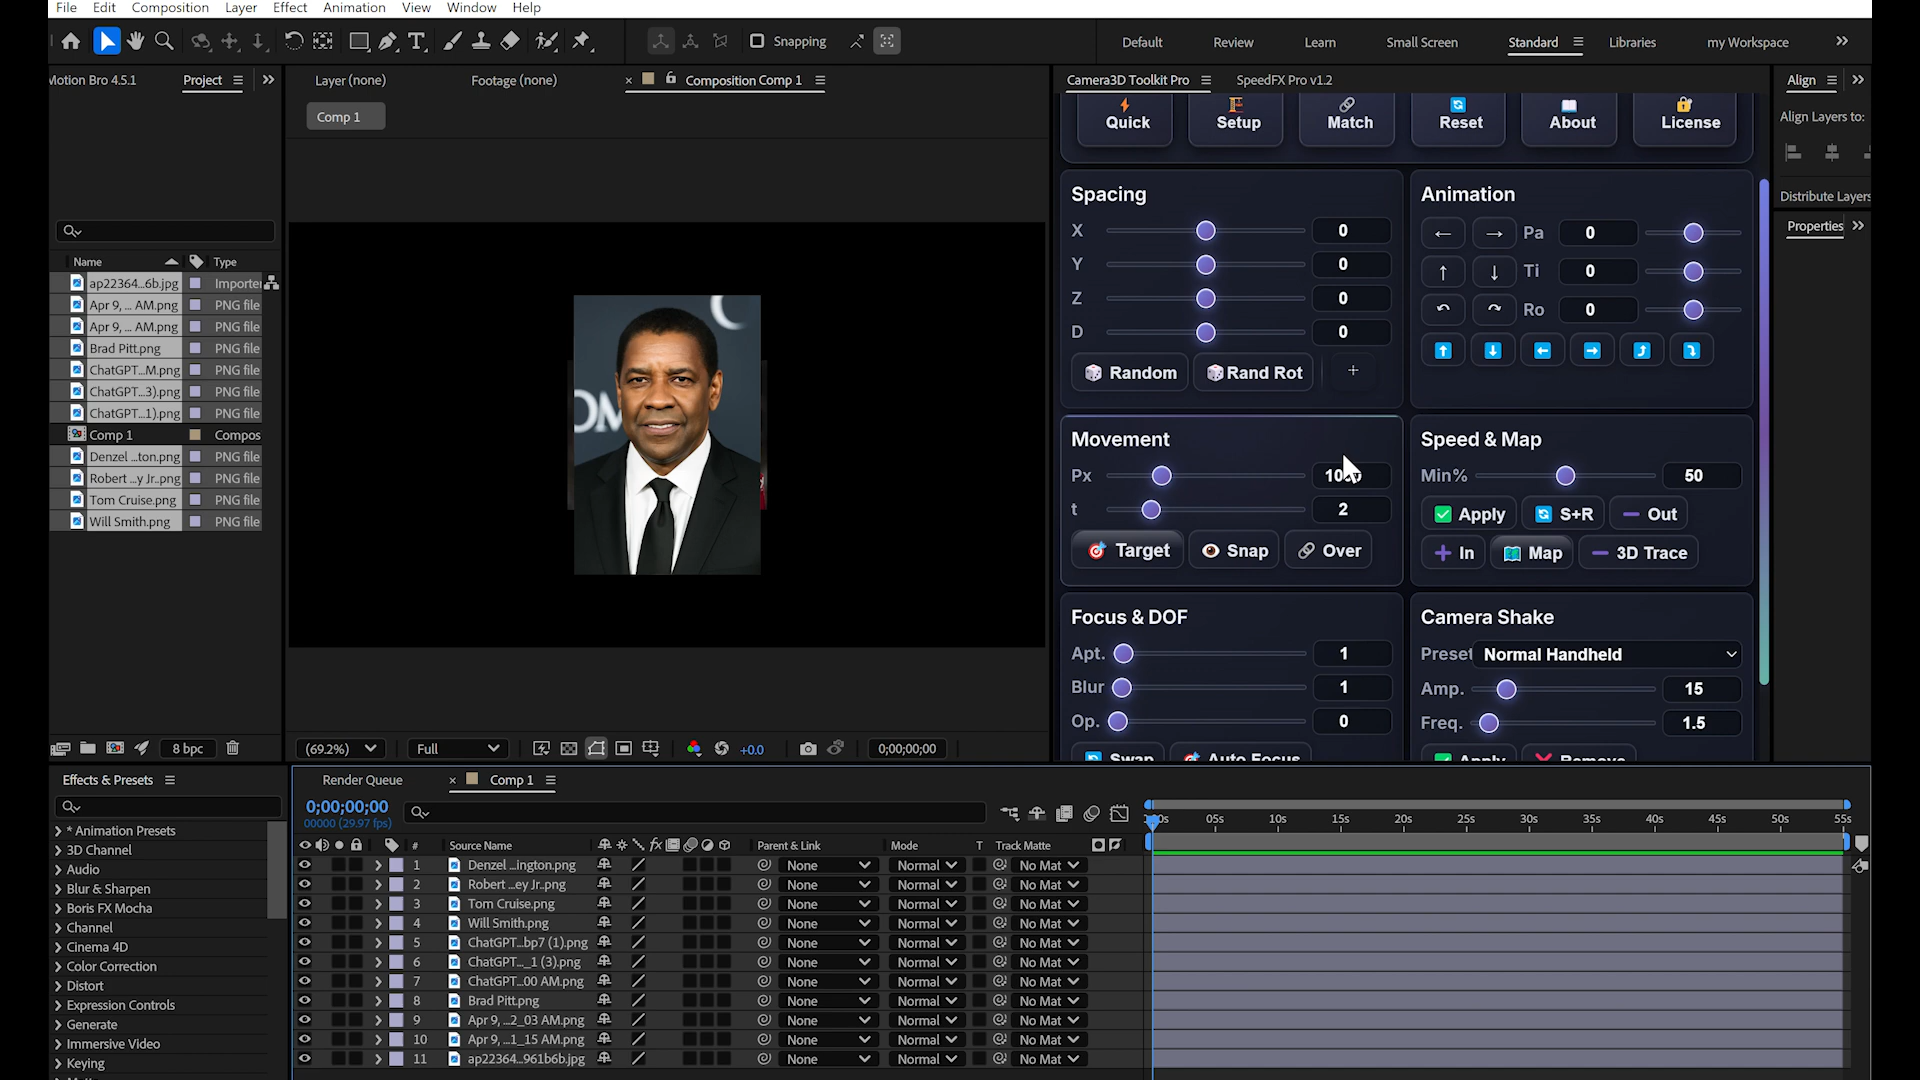 File Edit Composition Layer Effect Animation View Window Help
Snapping
Default Review Learn Small Screen Standard Libraries my Workspace
Motion Bro 4.5.1 Project
Layer (none) Footage (none) Composition Comp 1
Camera3D Toolkit Pro SpeedFX Pro v1.2
Align
Comp 1
Quick Setup Match Reset About License
Align Layers to:
Distribute Layers
Properties
Name Type
ap22364...6b.jpg Importe
Apr 9, ... AM.png PNG file
Apr 9, ... AM.png PNG file
Brad Pitt.png PNG file
ChatGPT...M.png PNG file
ChatGPT...3).png PNG file
ChatGPT...1).png PNG file
Comp 1 Compos
Denzel ...ton.png PNG file
Robert ...y Jr..png PNG file
Tom Cruise.png PNG file
Will Smith.png PNG file
Spacing
X 0
Y 0
Z 0
D 0
Random Rand Rot +
Animation
← → Pa 0
↑ ↓ Ti 0
Ro 0
Movement
Px
t 2
Target Snap Over
Speed & Map
Min% 50
Apply S+R Out
In Map 3D Trace
Focus & DOF
Apt. 1
Blur 1
Op. 0
Swap Auto Focus
Camera Shake
Preset Normal Handheld
Amp. 15
Freq. 1.5
Apply Remove
8 bpc
(69.2%) Full +0.0 0;00;00;00
Effects & Presets
* Animation Presets
3D Channel
Audio
Blur & Sharpen
Boris FX Mocha
Channel
Cinema 4D
Color Correction
Distort
Expression Controls
Generate
Immersive Video
Keying
Render Queue Comp 1
0;00;00;00
00000 (29.97 fps)
05s 10s 15s 20s 25s 30s 35s 40s 45s 50s 55s
# Source Name fx Parent & Link Mode T Track Matte
1 Denzel ...ington.png None Normal No Mat
2 Robert ...ey Jr..png None Normal No Mat
3 Tom Cruise.png None Normal No Mat
4 Will Smith.png None Normal No Mat
5 ChatGPT...bp7 (1).png None Normal No Mat
6 ChatGPT..._1 (3).png None Normal No Mat
7 ChatGPT...00 AM.png None Normal No Mat
8 Brad Pitt.png None Normal No Mat
9 Apr 9, ...2_03 AM.png None Normal No Mat
10 Apr 9, ...1_15 AM.png None Normal No Mat
11 ap22364...961b6b.jpg None Normal No Mat